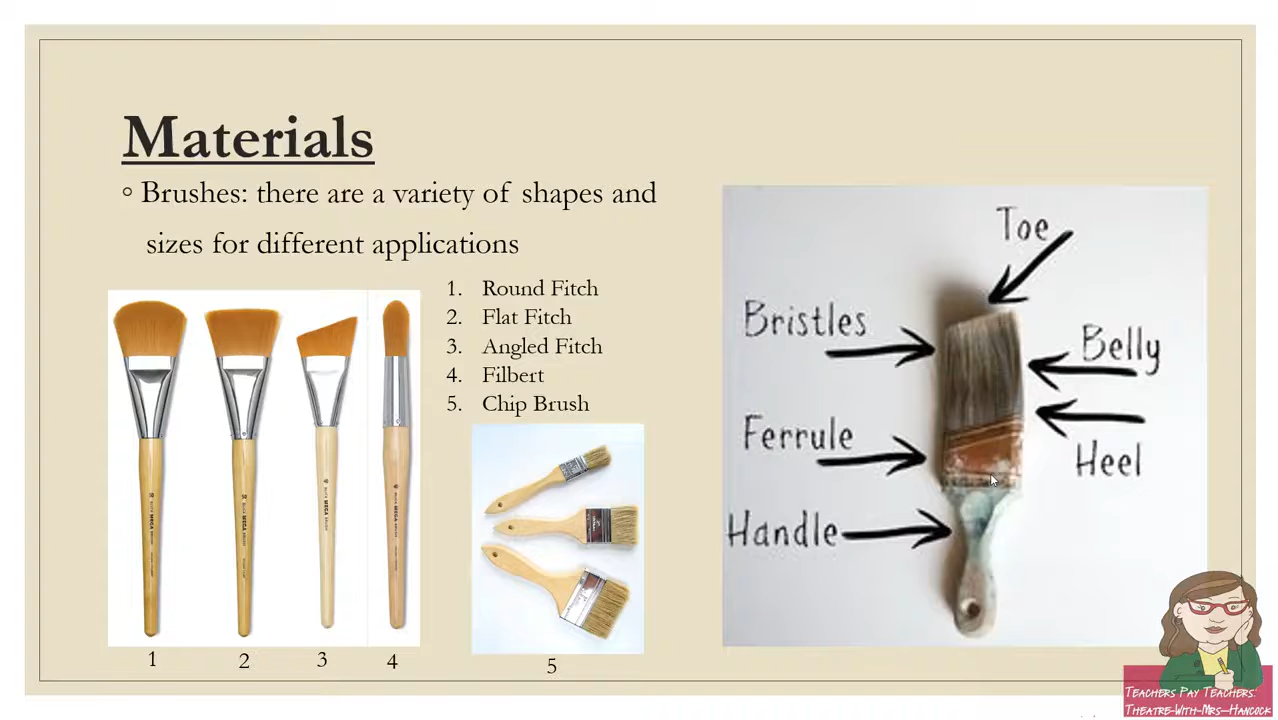 Materials
◦ Brushes: there are a variety of shapes and
sizes for different applications
1. Round Fitch
2. Flat Fitch
3. Angled Fitch
4. Filbert
5. Chip Brush
1
2
3
4
5
Toe
Bristles
Belly
Ferrule
Heel
Handle
Teachers Pay Teachers:
Theatre-With-Mrs-Hancock